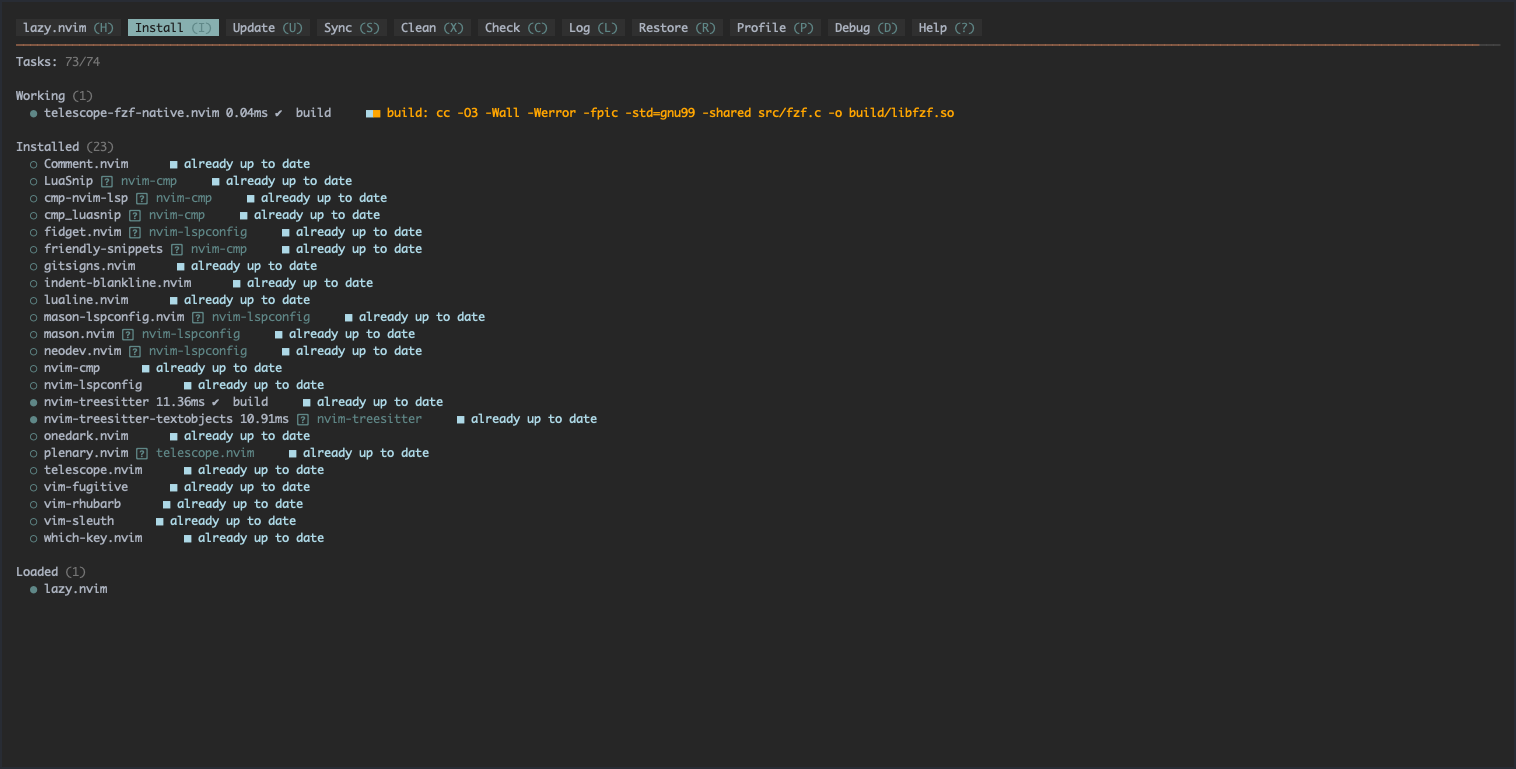 lazy.nvim (H) Install (I) Update (U) Sync (S) Clean (X) Check (C) Log (L) Restore (R) Profile (P) Debug (D) Help (?)
Tasks: 73/74
Working (1)
● telescope-fzf-native.nvim 0.04ms ✔ build ■■ build: cc -O3 -Wall -Werror -fpic -std=gnu99 -shared src/fzf.c -o build/libfzf.so
Installed (23)
○ Comment.nvim ■ already up to date
○ LuaSnip ? nvim-cmp ■ already up to date
○ cmp-nvim-lsp ? nvim-cmp ■ already up to date
○ cmp_luasnip ? nvim-cmp ■ already up to date
○ fidget.nvim ? nvim-lspconfig ■ already up to date
○ friendly-snippets ? nvim-cmp ■ already up to date
○ gitsigns.nvim ■ already up to date
○ indent-blankline.nvim ■ already up to date
○ lualine.nvim ■ already up to date
○ mason-lspconfig.nvim ? nvim-lspconfig ■ already up to date
○ mason.nvim ? nvim-lspconfig ■ already up to date
○ neodev.nvim ? nvim-lspconfig ■ already up to date
○ nvim-cmp ■ already up to date
○ nvim-lspconfig ■ already up to date
● nvim-treesitter 11.36ms ✔ build ■ already up to date
● nvim-treesitter-textobjects 10.91ms ? nvim-treesitter ■ already up to date
○ onedark.nvim ■ already up to date
○ plenary.nvim ? telescope.nvim ■ already up to date
○ telescope.nvim ■ already up to date
○ vim-fugitive ■ already up to date
○ vim-rhubarb ■ already up to date
○ vim-sleuth ■ already up to date
○ which-key.nvim ■ already up to date
Loaded (1)
● lazy.nvim